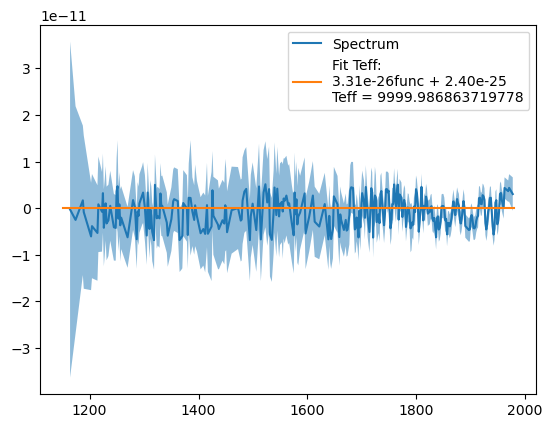 1e−11
Spectrum
Fit Teff:
3.31e-26func + 2.40e-25
Teff = 9999.986863719778
3
2
1
0
−1
−2
−3
1200 1400 1600 1800 2000